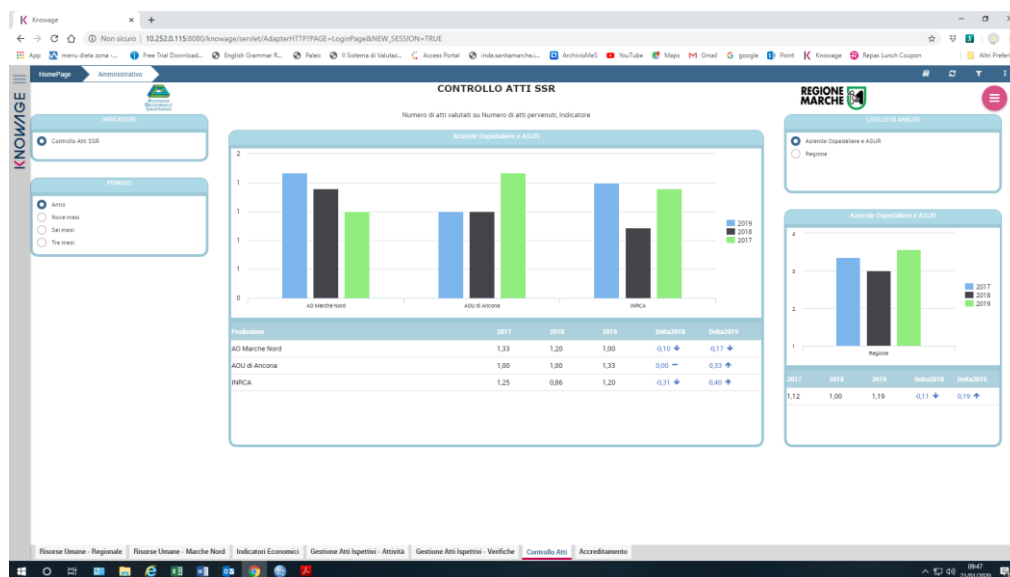 Knowage
Non sicuro 10.252.0.115:8080/knowage/servlet/AdapterHTTP?PAGE=LoginPage&NEW_SESSION=TRUE
App menu dieta zona -... Free Trial Download... English Grammar R... Paleo Il Sistema di Valutaz... Access Portal iride.sanitamarche.i... ArchivioMeS YouTube Maps Gmail google Point Knowage Repas Lunch Coupon Altri Prefer
HomePage Amministrativo
KNOWAGE
AGENZIA
REGIONALE
SANITARIA
CONTROLLO ATTI SSR
REGIONE
MARCHE
Numero di atti valutati su Numero di atti pervenuti, Indicatore
INDICATORE
Controllo Atti SSR
PERIODO
Anno
Nove mesi
Sei mesi
Tre mesi
Aziende Ospedaliere e ASUR
2
1
1
1
1
0
AO Marche Nord AOU di Ancona INRCA
2019
2018
2017
Produzione 2017 2018 2019 Delta2018 Delta2019
AO Marche Nord 1,33 1,20 1,00 -0,10 -0,17
AOU di Ancona 1,00 1,00 1,33 0,00 0,33
INRCA 1,25 0,86 1,20 -0,31 0,40
LIVELLO DI ANALISI
Aziende Ospedaliere e ASUR
Regione
Aziende Ospedaliere e ASUR
4
3
2
1
Regione
2017
2018
2019
2017 2018 2019 Delta2018 Delta2019
1,12 1,00 1,19 -0,11 0,19
Risorse Umane - Regionale Risorse Umane - Marche Nord Indicatori Economici Gestione Atti Ispettivi - Attività Gestione Atti Ispettivi - Verifiche Controllo Atti Accreditamento
09:47
21/01/2020